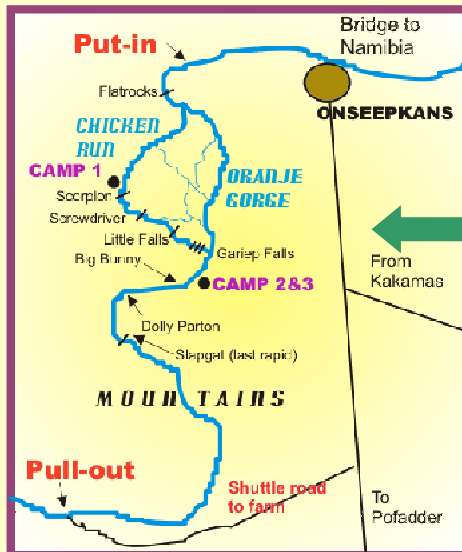 Bridge to
Namibia
Put-in
Flatrocks
ONSEEPKANS
CHICKEN
RUN
CAMP 1
ORANJE
GORGE
Scorpion
Screwdriver
Little Falls
Gariep Falls
Big Bunny
From
Kakamas
CAMP 2&3
Dolly Parton
Slapgat (last rapid)
MOUNTAIRS
Pull-out
Shuttle road
to farm
To
Pofadder